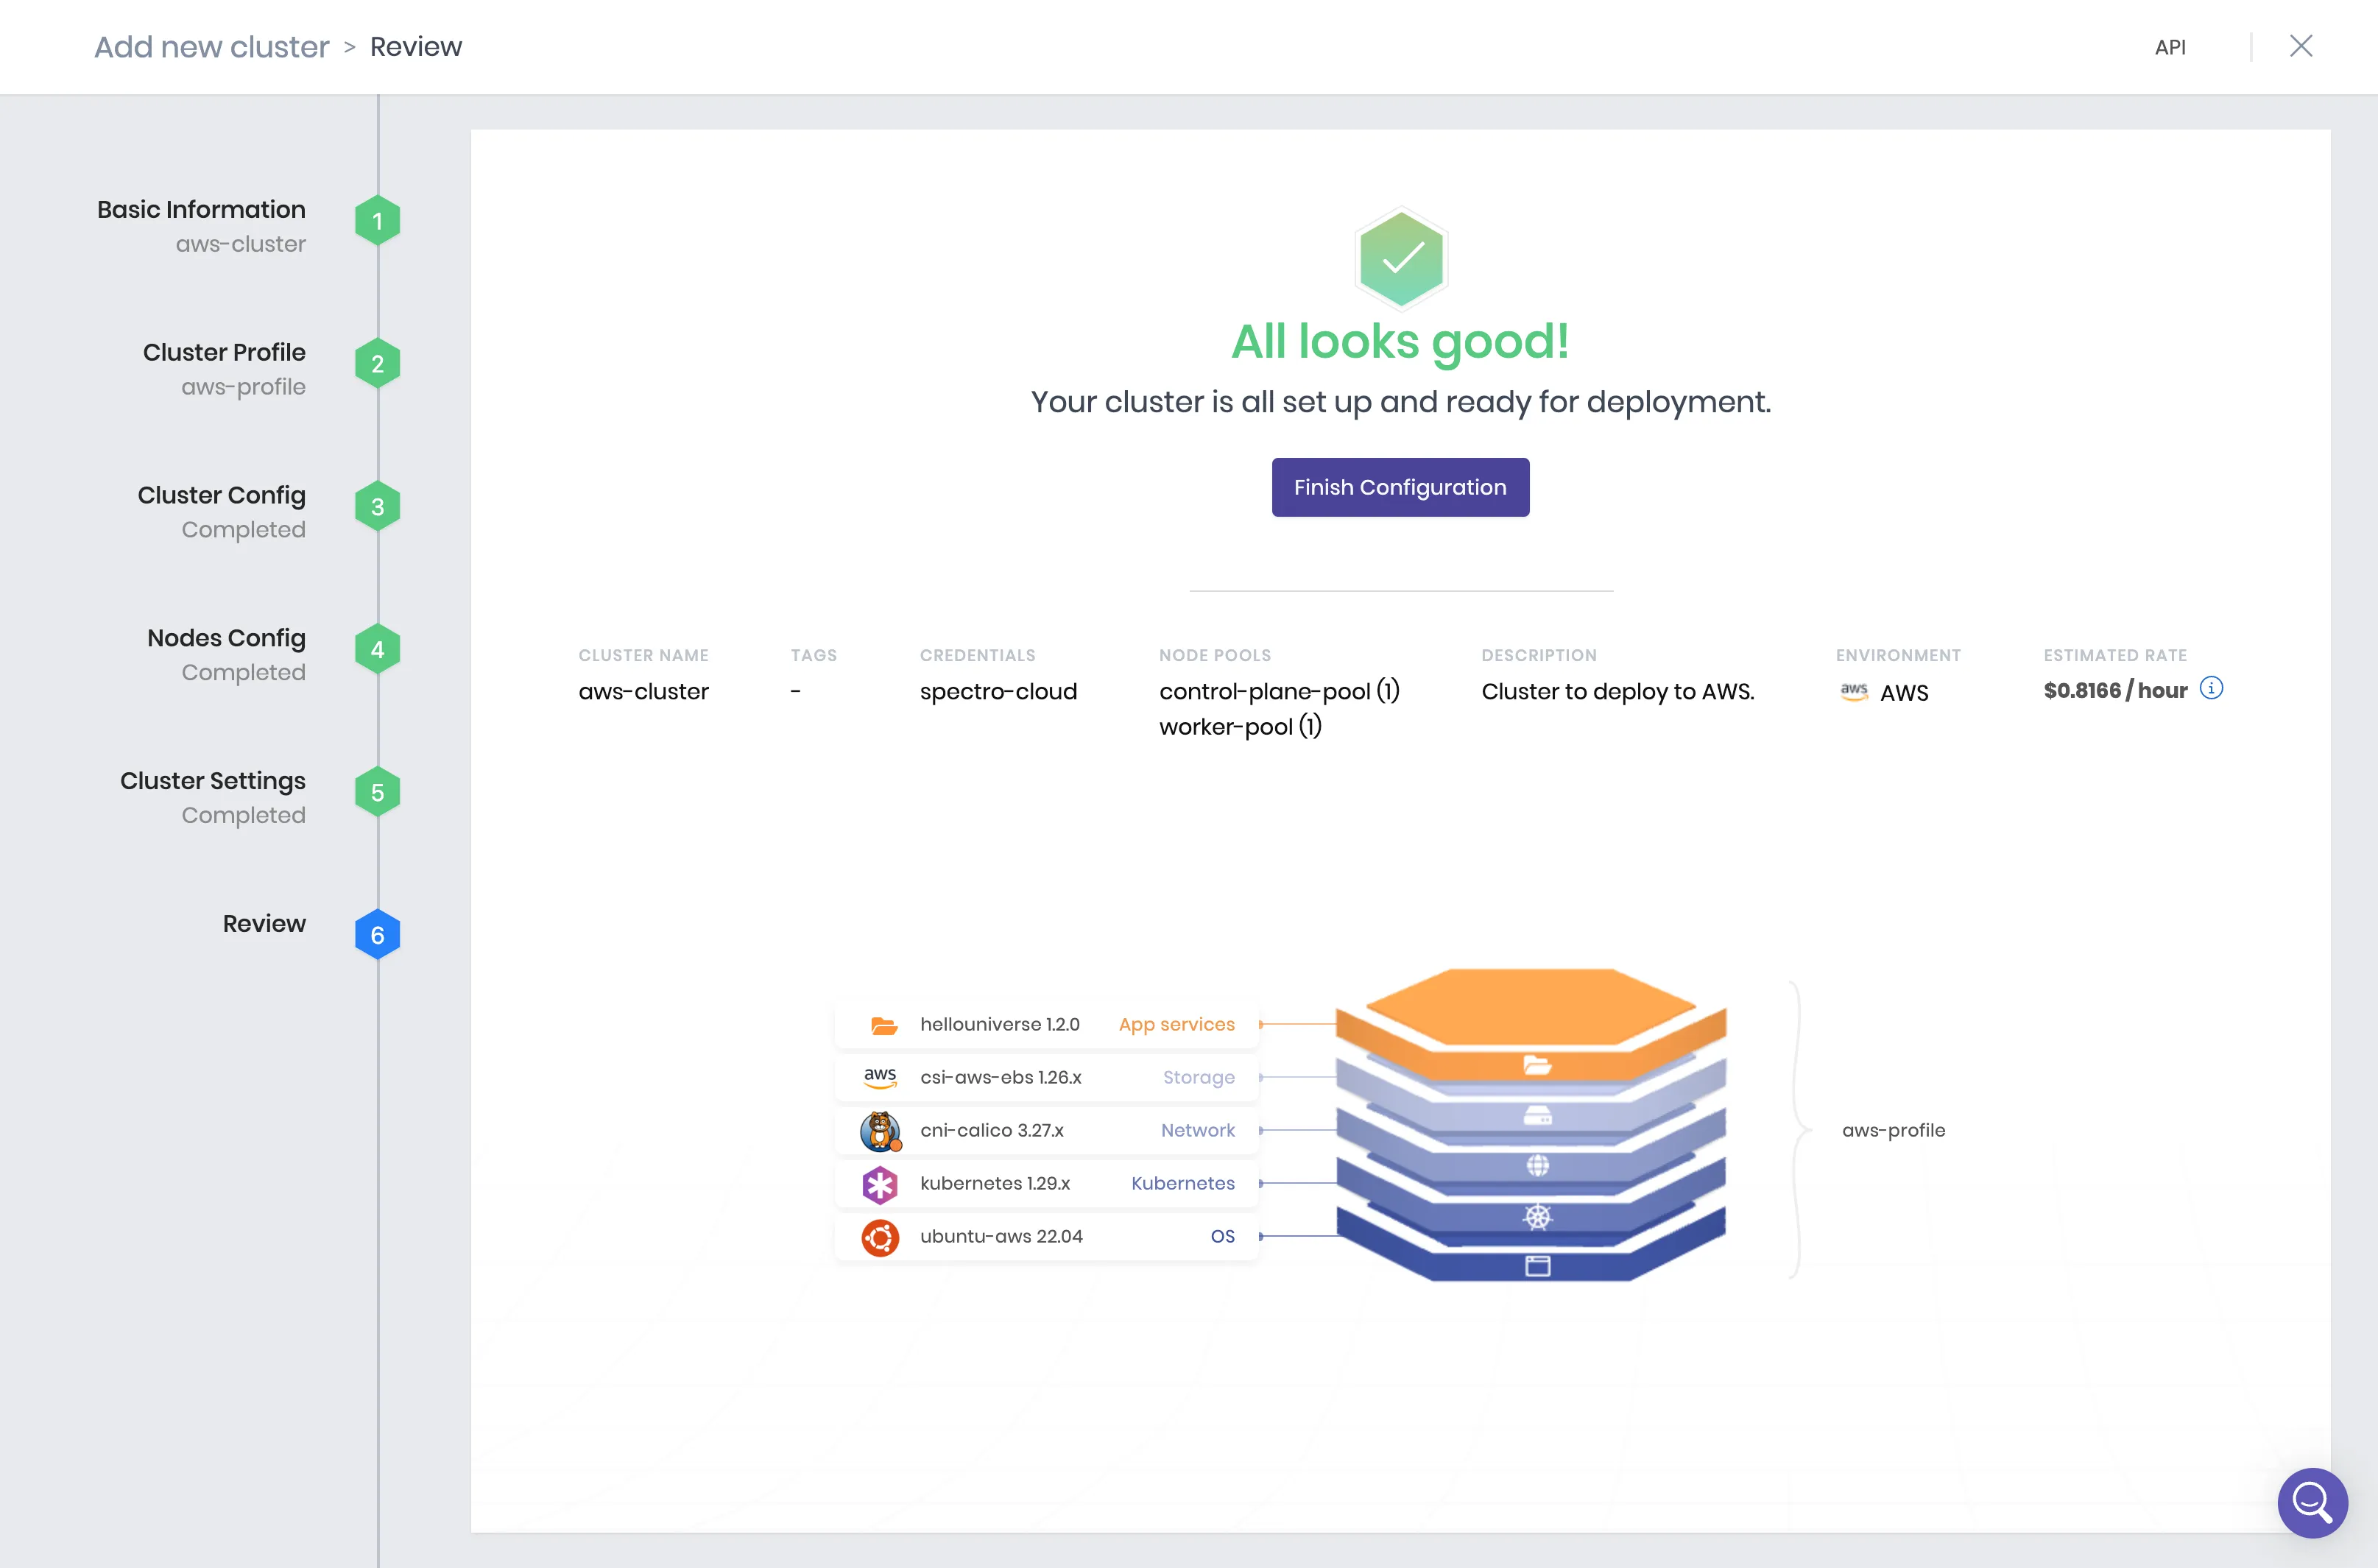 Add new cluster > Review
API
Basic Information
aws-cluster
1
Cluster Profile
aws-profile
2
Cluster Config
Completed
3
Nodes Config
Completed
4
Cluster Settings
Completed
5
Review
6
All looks good!
Your cluster is all set up and ready for deployment.
Finish Configuration
CLUSTER NAME
aws-cluster
TAGS
-
CREDENTIALS
spectro-cloud
NODE POOLS
control-plane-pool (1)
worker-pool (1)
DESCRIPTION
Cluster to deploy to AWS.
ENVIRONMENT
aws AWS
ESTIMATED RATE
$0.8166 / hour
hellouniverse 1.2.0 App services
aws csi-aws-ebs 1.26.x Storage
cni-calico 3.27.x Network
kubernetes 1.29.x Kubernetes
ubuntu-aws 22.04 OS
aws-profile